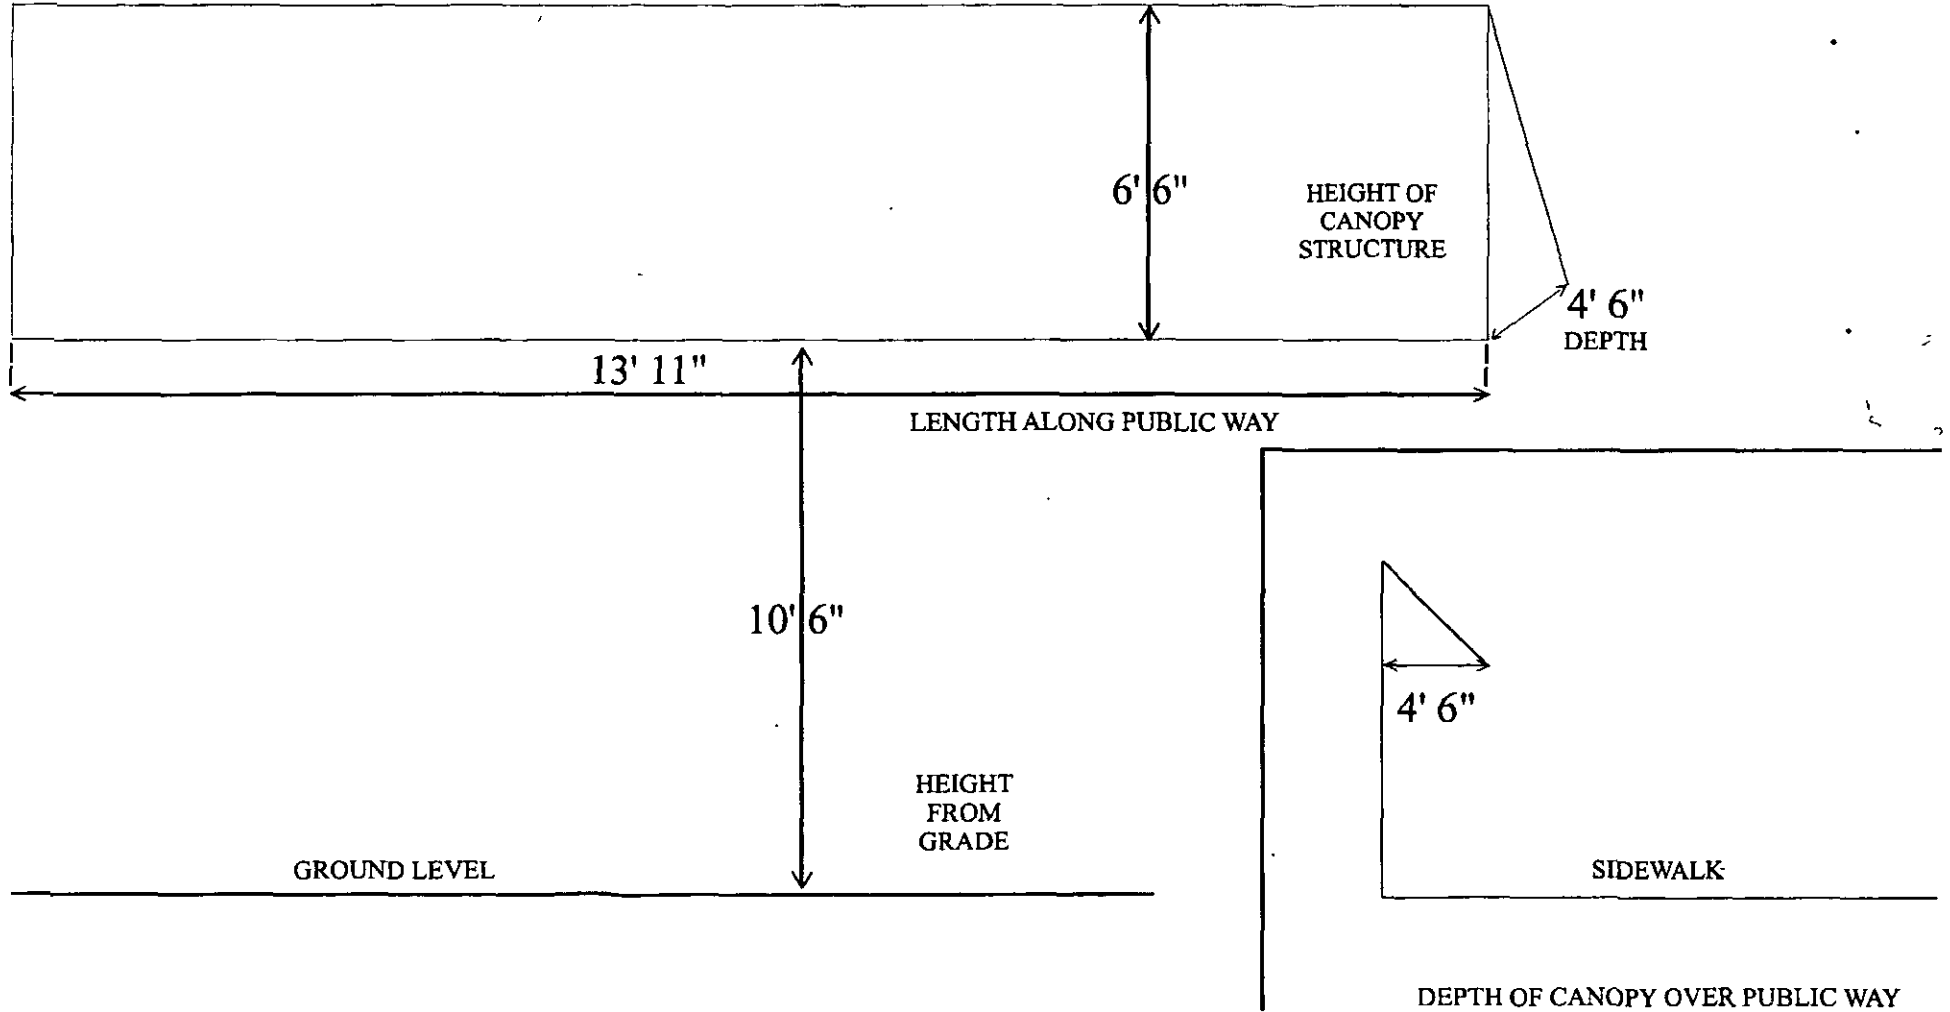 6' 6"
HEIGHT OF
CANOPY
STRUCTURE
4' 6"
DEPTH
13' 11"
LENGTH ALONG PUBLIC WAY
10' 6"
HEIGHT
FROM
GRADE
GROUND LEVEL
4' 6"
SIDEWALK
DEPTH OF CANOPY OVER PUBLIC WAY